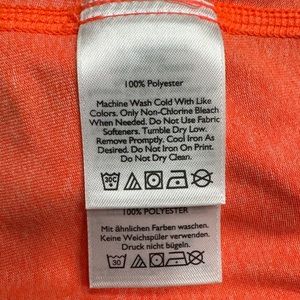 100% Polyester
Machine Wash Cold With Like
Colors. Only Non-Chlorine Bleach
When Needed. Do Not Use Fabric
Softeners. Tumble Dry Low.
Remove Promptly. Cool Iron As
Desired. Do Not Iron On Print.
Do Not Dry Clean.
30C
100% POLYESTER
Mit ähnlichen Farben waschen.
Keine Weichspüler verwenden.
Druck nicht bügeln.
30